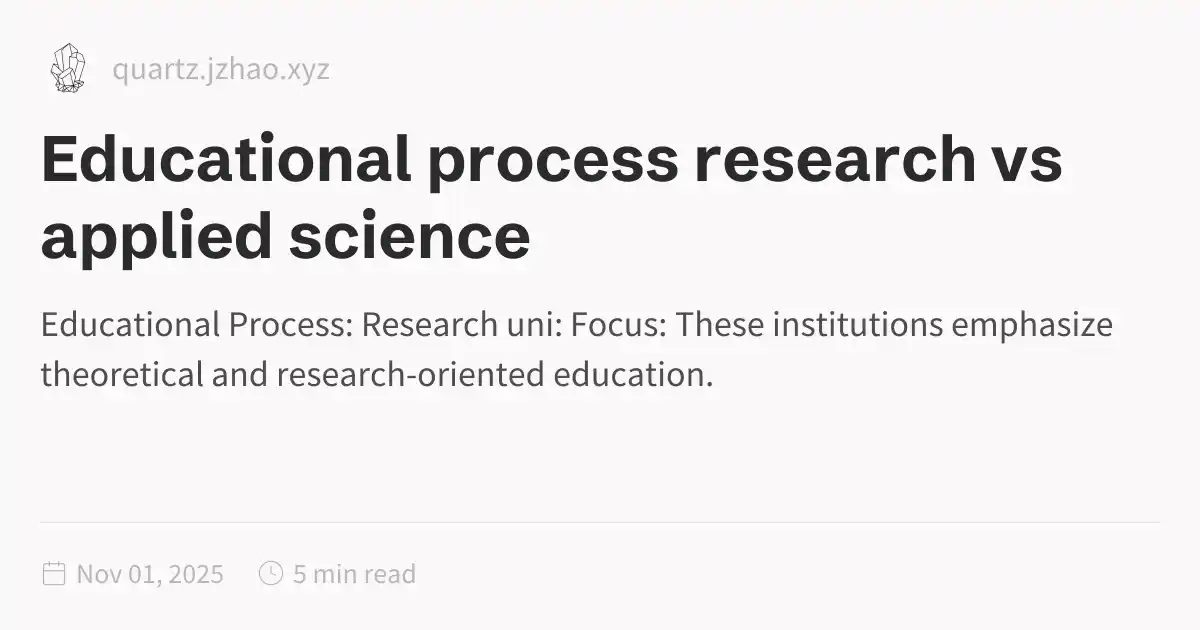 quartz.jzhao.xyz
Educational process research vs
applied science
Educational Process: Research uni: Focus: These institutions emphasize
theoretical and research-oriented education.
Nov 01, 2025 5 min read